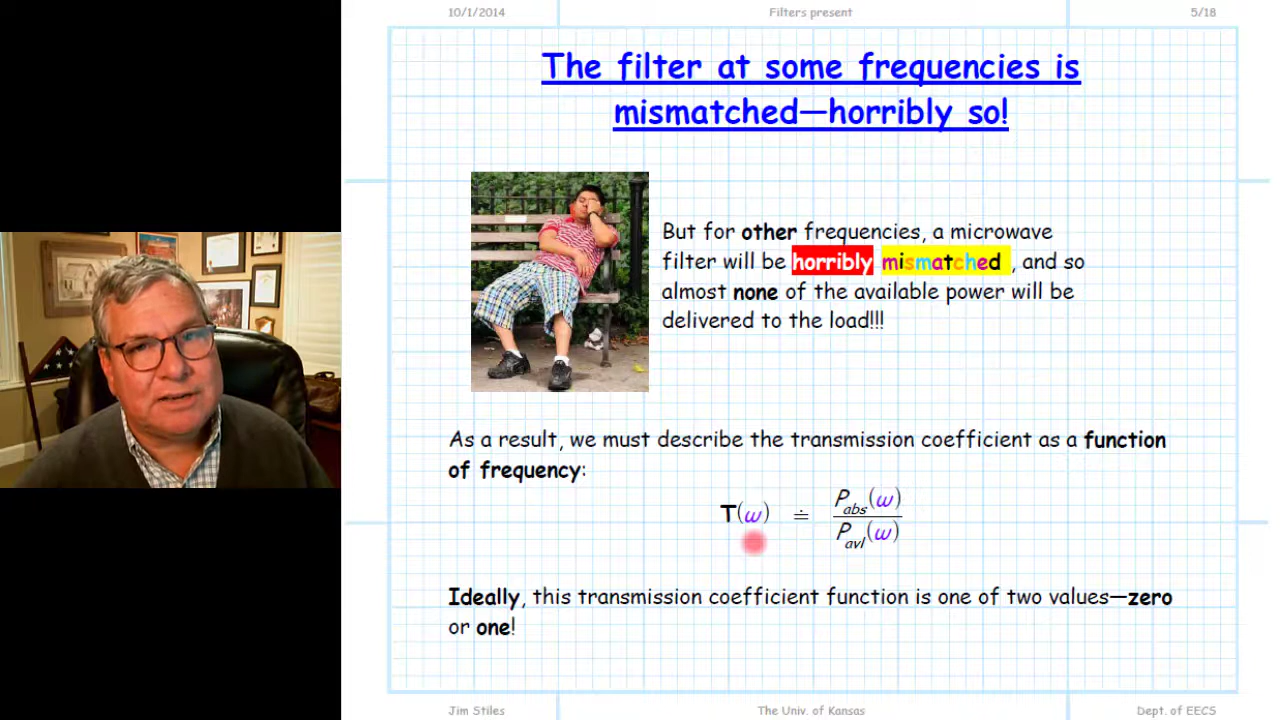 10/1/2014 Filters present 5/18
The filter at some frequencies is
mismatched—horribly so!
But for other frequencies, a microwave
filter will be horribly mismatched , and so
almost none of the available power will be
delivered to the load!!!
As a result, we must describe the transmission coefficient as a function
of frequency:
T(ω) ≐ P_abs(ω) / P_avl(ω)
Ideally, this transmission coefficient function is one of two values—zero
or one!
Jim Stiles The Univ. of Kansas Dept. of EECS